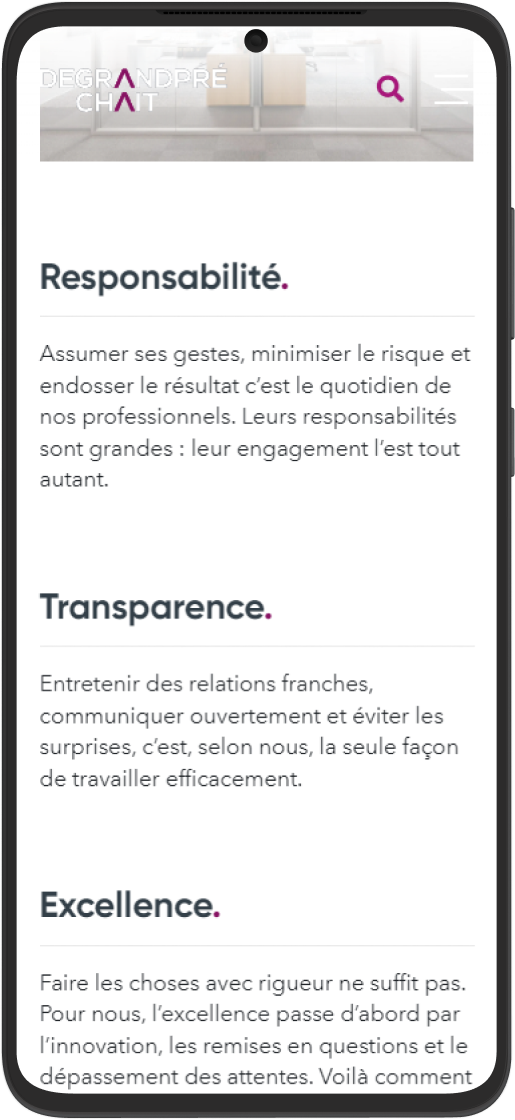 DEGRANDPRÉ
CHAIT
Responsabilité.
Assumer ses gestes, minimiser le risque et
endosser le résultat c’est le quotidien de
nos professionnels. Leurs responsabilités
sont grandes : leur engagement l’est tout
autant.
Transparence.
Entretenir des relations franches,
communiquer ouvertement et éviter les
surprises, c’est, selon nous, la seule façon
de travailler efficacement.
Excellence.
Faire les choses avec rigueur ne suffit pas.
Pour nous, l’excellence passe d’abord par
l’innovation, les remises en questions et le
dépassement des attentes. Voilà comment